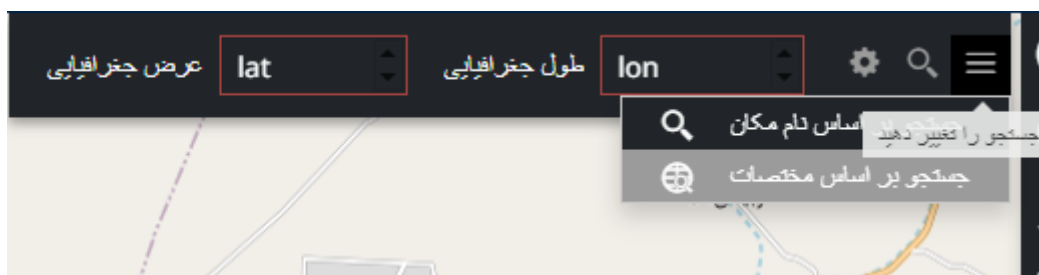 طول جغرافیایی lon
عرض جغرافیایی lat
جستجو بر اساس نام مکان
جستجو را تغییر دهید
جستجو بر اساس مختصات